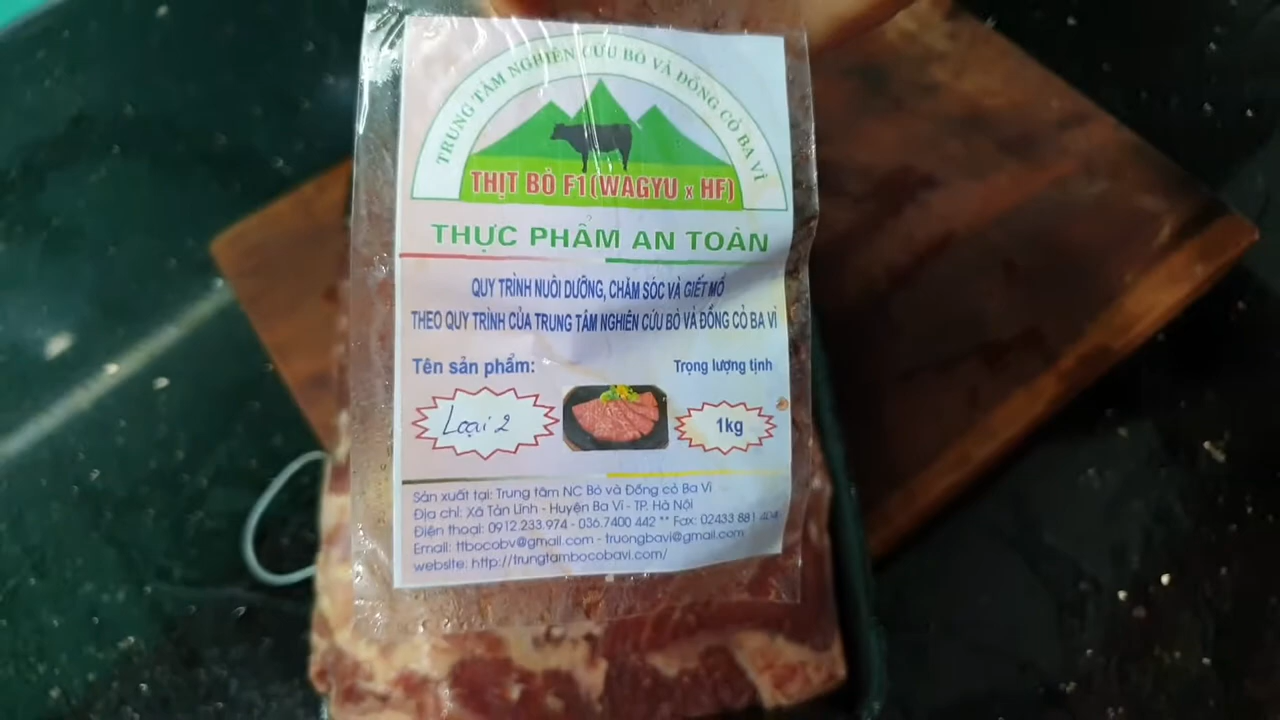 TRUNG TÂM NGHIÊN CỨU BÒ VÀ ĐỒNG CỎ BA VÌ
THỊT BÒ F1 (WAGYU x HF)
THỰC PHẨM AN TOÀN
QUY TRÌNH NUÔI DƯỠNG, CHĂM SÓC VÀ GIẾT MỔ
THEO QUY TRÌNH CỦA TRUNG TÂM NGHIÊN CỨU BÒ VÀ ĐỒNG CỎ BA VÌ
Tên sản phẩm: Trọng lượng tịnh
Loại 2 1kg
Sản xuất tại: Trung tâm NC Bò và Đồng cỏ Ba Vì
Địa chỉ: Xã Tản Lĩnh - Huyện Ba Vì - TP. Hà Nội
Điện thoại: 0912.233.974 - 036.7400 442 ** Fax: 02433 881 404
Email: ttbocobv@gmail.com - truongbavi@gmail.com
website: http://trungtambocobavi.com/